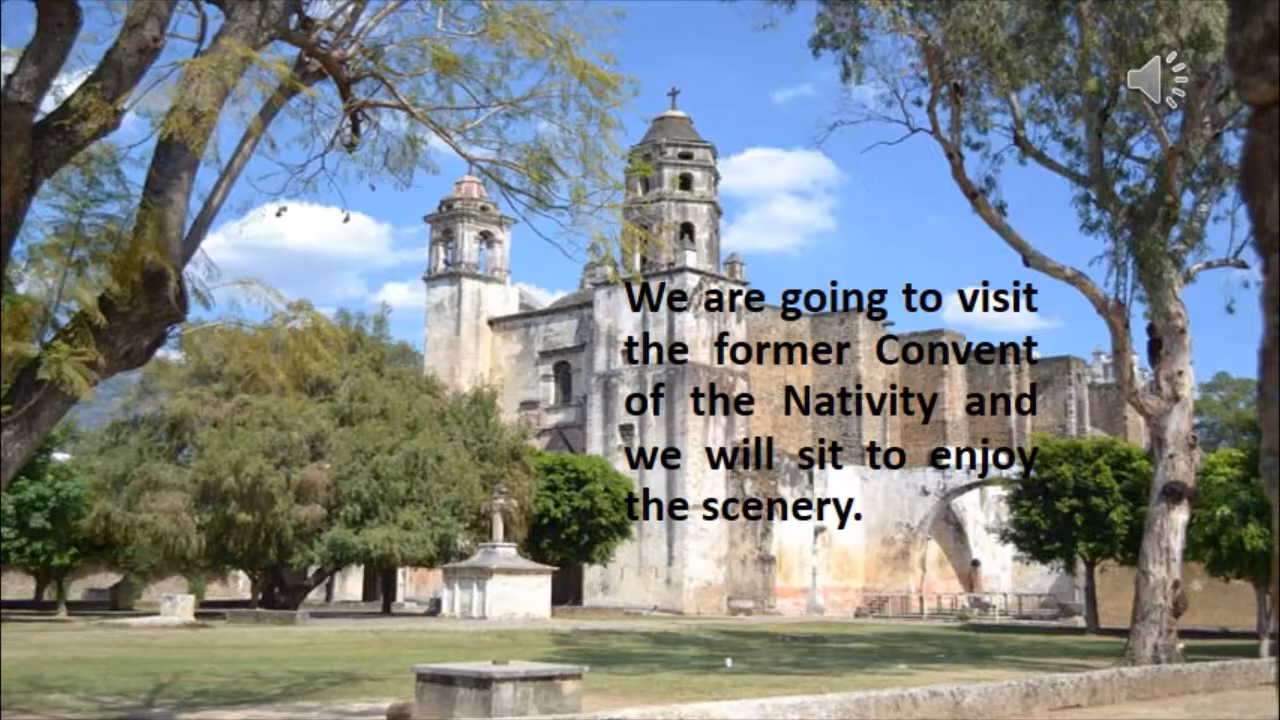 We are going to visit
the former Convent
of the Nativity and
we will sit to enjoy
the scenery.